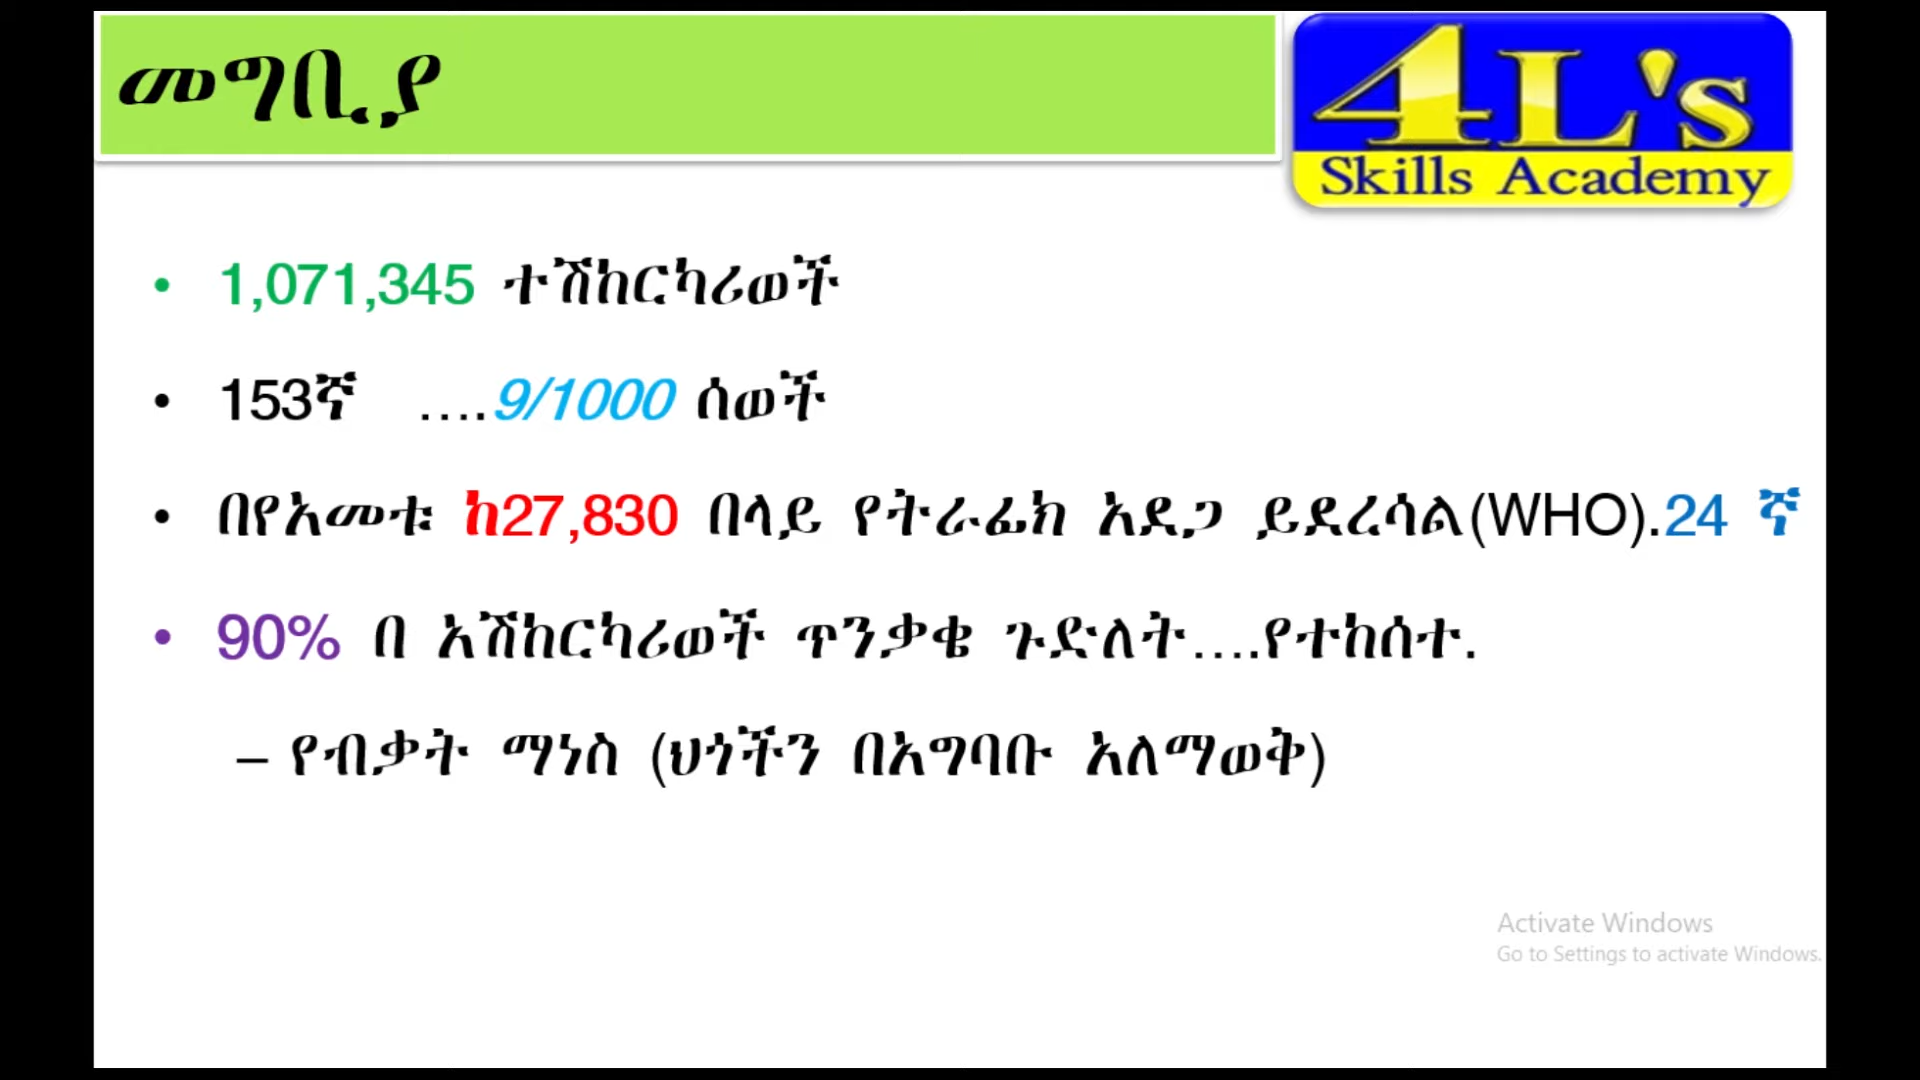 መግቢያ
4L's
Skills Academy
• 1,071,345 ተሽከርካሪወች
• 153ኛ ....9/1000 ሰወች
• በየአመቱ ከ27,830 በላይ የትራፊክ አደጋ ይደረሳል(WHO).24 ኛ
• 90% በ አሽከርካሪወች ጥንቃቄ ጉድለት....የተከሰተ.
– የብቃት ማነስ (ህጎችን በአግባቡ አለማወቅ)
Activate Windows
Go to Settings to activate Windows.